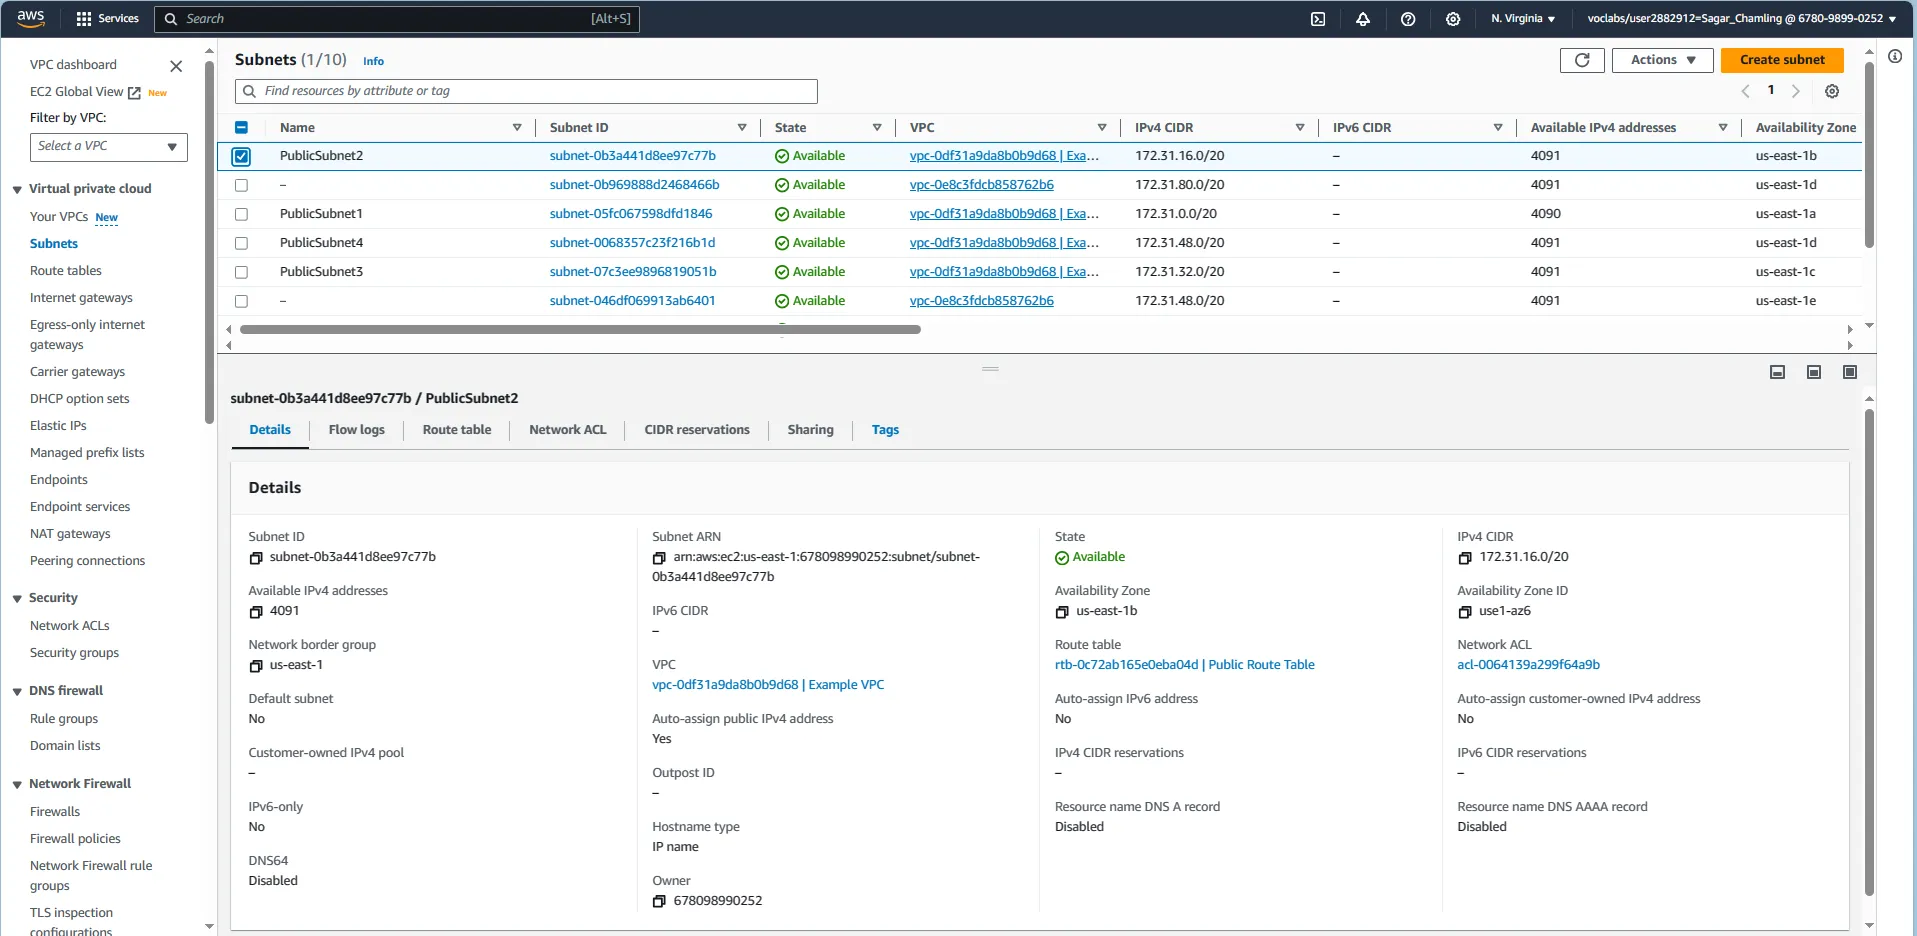 aws Services Search [Alt+S] N. Virginia voclabs/user2882912=Sagar_Chamling @ 6780-9899-0252
VPC dashboard
EC2 Global View New
Filter by VPC:
Select a VPC
Virtual private cloud
Your VPCs New
Subnets
Route tables
Internet gateways
Egress-only internet
gateways
Carrier gateways
DHCP option sets
Elastic IPs
Managed prefix lists
Endpoints
Endpoint services
NAT gateways
Peering connections
Security
Network ACLs
Security groups
DNS firewall
Rule groups
Domain lists
Network Firewall
Firewalls
Firewall policies
Network Firewall rule
groups
TLS inspection
configurations
Subnets (1/10) Info
Actions
Create subnet
Find resources by attribute or tag
1
Name Subnet ID State VPC IPv4 CIDR IPv6 CIDR Available IPv4 addresses Availability Zone
PublicSubnet2 subnet-0b3a441d8ee97c77b Available vpc-0df31a9da8b0b9d68 | Exa... 172.31.16.0/20 – 4091 us-east-1b
– subnet-0b969888d2468466b Available vpc-0e8c3fdcb858762b6 172.31.80.0/20 – 4091 us-east-1d
PublicSubnet1 subnet-05fc067598dfd1846 Available vpc-0df31a9da8b0b9d68 | Exa... 172.31.0.0/20 – 4090 us-east-1a
PublicSubnet4 subnet-0068357c23f216b1d Available vpc-0df31a9da8b0b9d68 | Exa... 172.31.48.0/20 – 4091 us-east-1d
PublicSubnet3 subnet-07c3ee9896819051b Available vpc-0df31a9da8b0b9d68 | Exa... 172.31.32.0/20 – 4091 us-east-1c
– subnet-046df069913ab6401 Available vpc-0e8c3fdcb858762b6 172.31.48.0/20 – 4091 us-east-1e
subnet-0b3a441d8ee97c77b / PublicSubnet2
Details Flow logs Route table Network ACL CIDR reservations Sharing Tags
Details
Subnet ID
subnet-0b3a441d8ee97c77b
Available IPv4 addresses
4091
Network border group
us-east-1
Default subnet
No
Customer-owned IPv4 pool
–
IPv6-only
No
DNS64
Disabled
Subnet ARN
arn:aws:ec2:us-east-1:678098990252:subnet/subnet-
0b3a441d8ee97c77b
IPv6 CIDR
–
VPC
vpc-0df31a9da8b0b9d68 | Example VPC
Auto-assign public IPv4 address
Yes
Outpost ID
–
Hostname type
IP name
Owner
678098990252
State
Available
Availability Zone
us-east-1b
Route table
rtb-0c72ab165e0eba04d | Public Route Table
Auto-assign IPv6 address
No
IPv4 CIDR reservations
–
Resource name DNS A record
Disabled
IPv4 CIDR
172.31.16.0/20
Availability Zone ID
use1-az6
Network ACL
acl-0064139a299f64a9b
Auto-assign customer-owned IPv4 address
No
IPv6 CIDR reservations
–
Resource name DNS AAAA record
Disabled